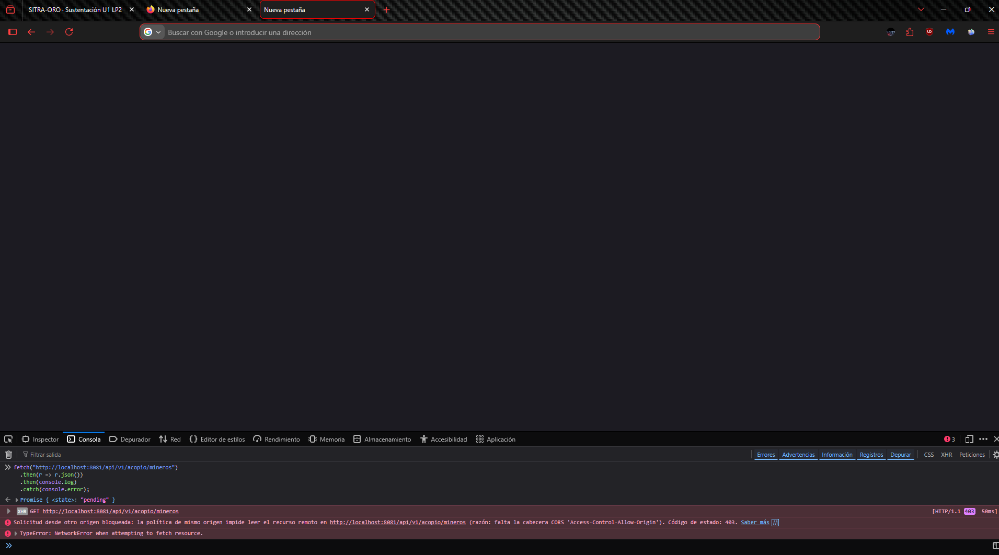 SITRA-ORO · Sustentación U1 LP2
Nueva pestaña
Nueva pestaña
Buscar con Google o introducir una dirección
Inspector
Consola
Depurador
Red
Editor de estilos
Rendimiento
Memoria
Almacenamiento
Accesibilidad
Aplicación
3
Filtrar salida
Errores
Advertencias
Información
Registros
Depurar
CSS
XHR
Peticiones
fetch("http://localhost:8081/api/v1/acopio/mineros")
.then(r => r.json())
.then(console.log)
.catch(console.error);
Promise { <state>: "pending" }
XHR GET http://localhost:8081/api/v1/acopio/mineros [HTTP/1.1 403 50ms]
Solicitud desde otro origen bloqueada: la política de mismo origen impide leer el recurso remoto en http://localhost:8081/api/v1/acopio/mineros (razón: falta la cabecera CORS 'Access-Control-Allow-Origin'). Código de estado: 403. Saber más
TypeError: NetworkError when attempting to fetch resource.